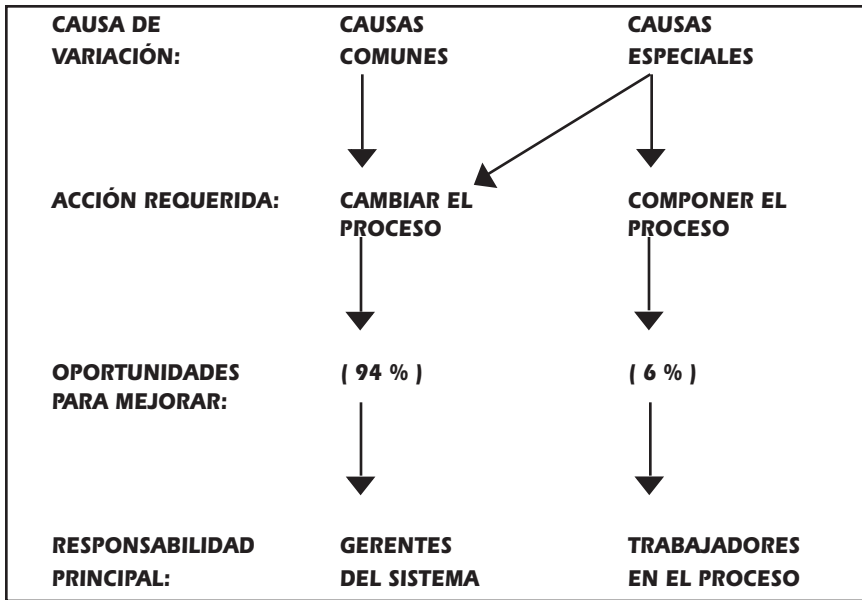 CAUSA DE VARIACIÓN:
CAUSAS COMUNES
CAUSAS ESPECIALES
ACCIÓN REQUERIDA:
CAMBIAR EL PROCESO
COMPONER EL PROCESO
OPORTUNIDADES PARA MEJORAR:
( 94 % )
( 6 % )
RESPONSABILIDAD PRINCIPAL:
GERENTES DEL SISTEMA
TRABAJADORES EN EL PROCESO